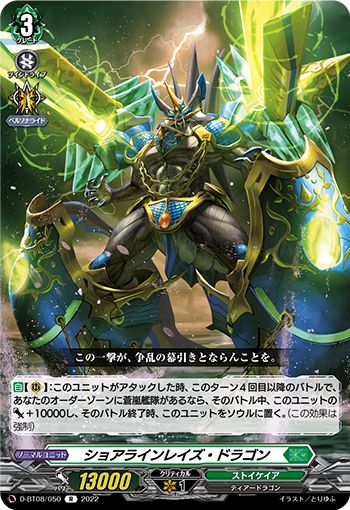 3
グレード
ツインドライブ
ペルソナライド
この一撃が、争乱の幕引きとならんことを。
【R】:このユニットがアタックした時、このターン4回目以降のバトルで、
あなたのオーダーゾーンに蒼嵐艦隊があるなら、そのバトル中、このユニット
の+10000し、そのバトル終了時、このユニットをソウルに置く。(この効果は
強制)
ノーマルユニット
ショアラインレイズ・ドラゴン
パワー 13000
クリティカル
1
ストイケイア
ティアードラゴン
D-BT08/050 R 2022
イラスト/とりゆふ